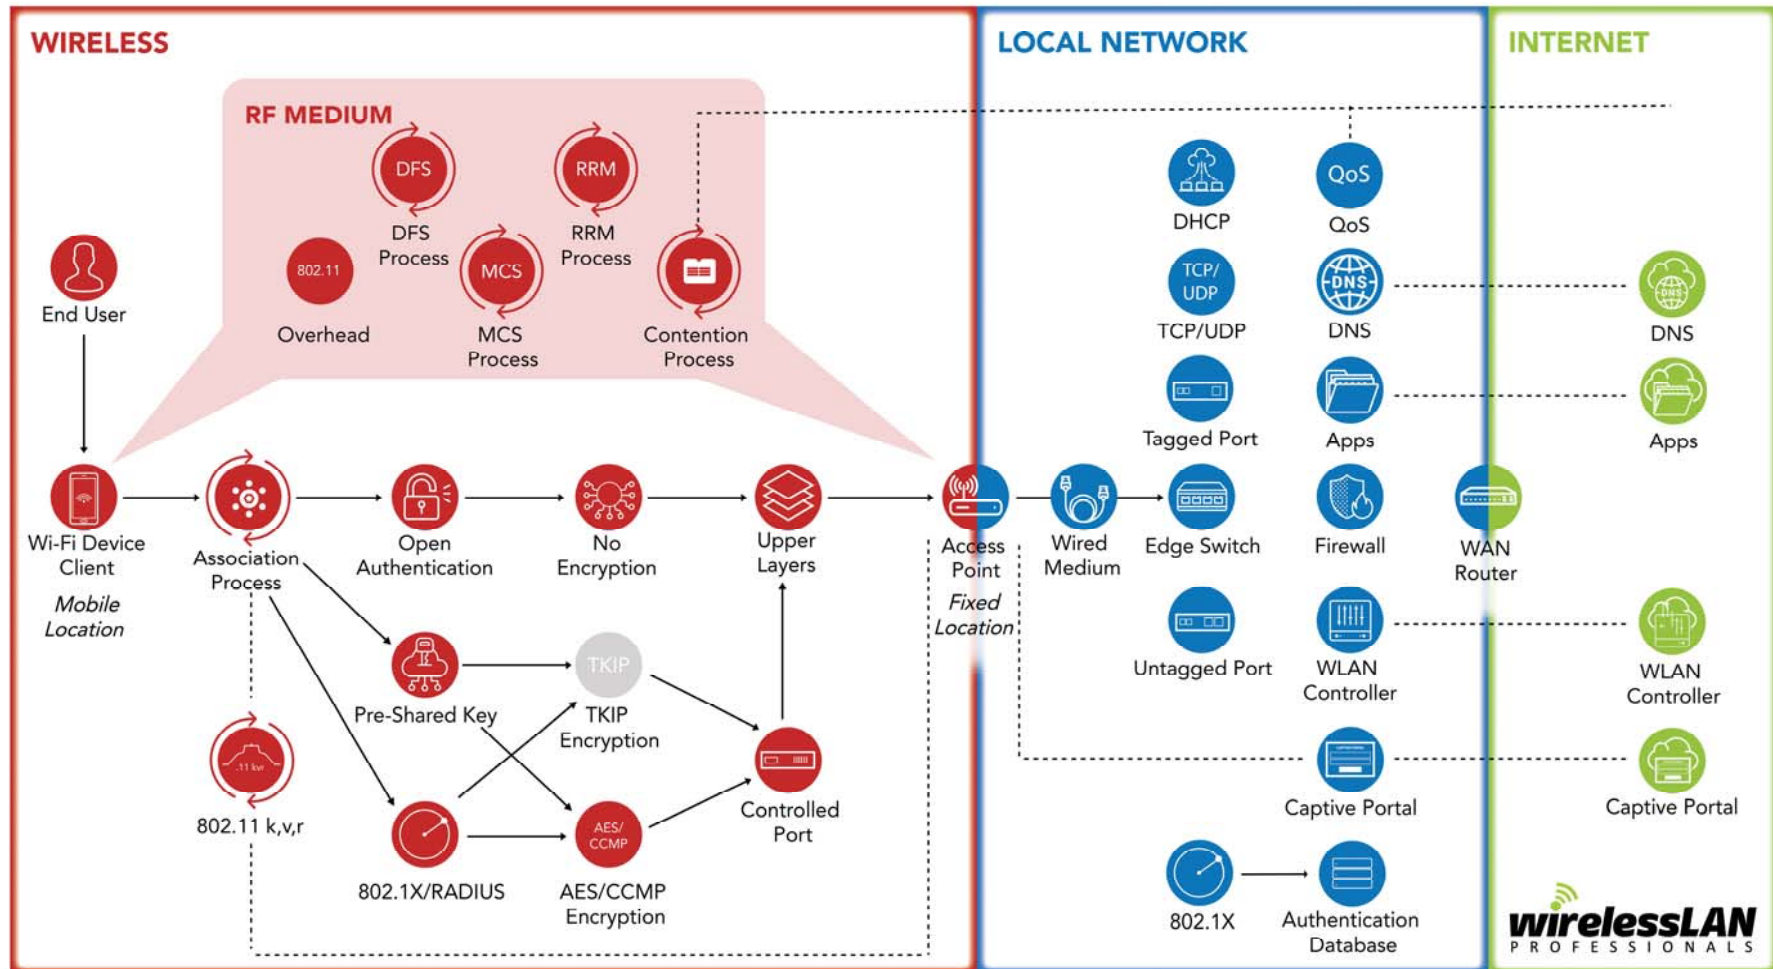 WIRELESS
LOCAL NETWORK
INTERNET
RF MEDIUM
DFS
DFS
Process
RRM
RRM
Process
802.11
Overhead
MCS
MCS
Process
Contention
Process
DHCP
QoS
QoS
End User
TCP/
UDP
TCP/UDP
DNS
DNS
DNS
DNS
Tagged Port
Apps
Apps
Wi-Fi Device
Client
Mobile
Location
Association
Process
Open
Authentication
No
Encryption
Upper
Layers
Access
Point
Fixed
Location
Wired
Medium
Edge Switch
Firewall
WAN
Router
Untagged Port
WLAN
Controller
WLAN
Controller
Pre-Shared Key
TKIP
TKIP
Encryption
.11 kvr
802.11 k,v,r
Controlled
Port
Captive Portal
Captive Portal
802.1X/RADIUS
AES/
CCMP
AES/CCMP
Encryption
802.1X
Authentication
Database
wirelessLAN
PROFESSIONALS